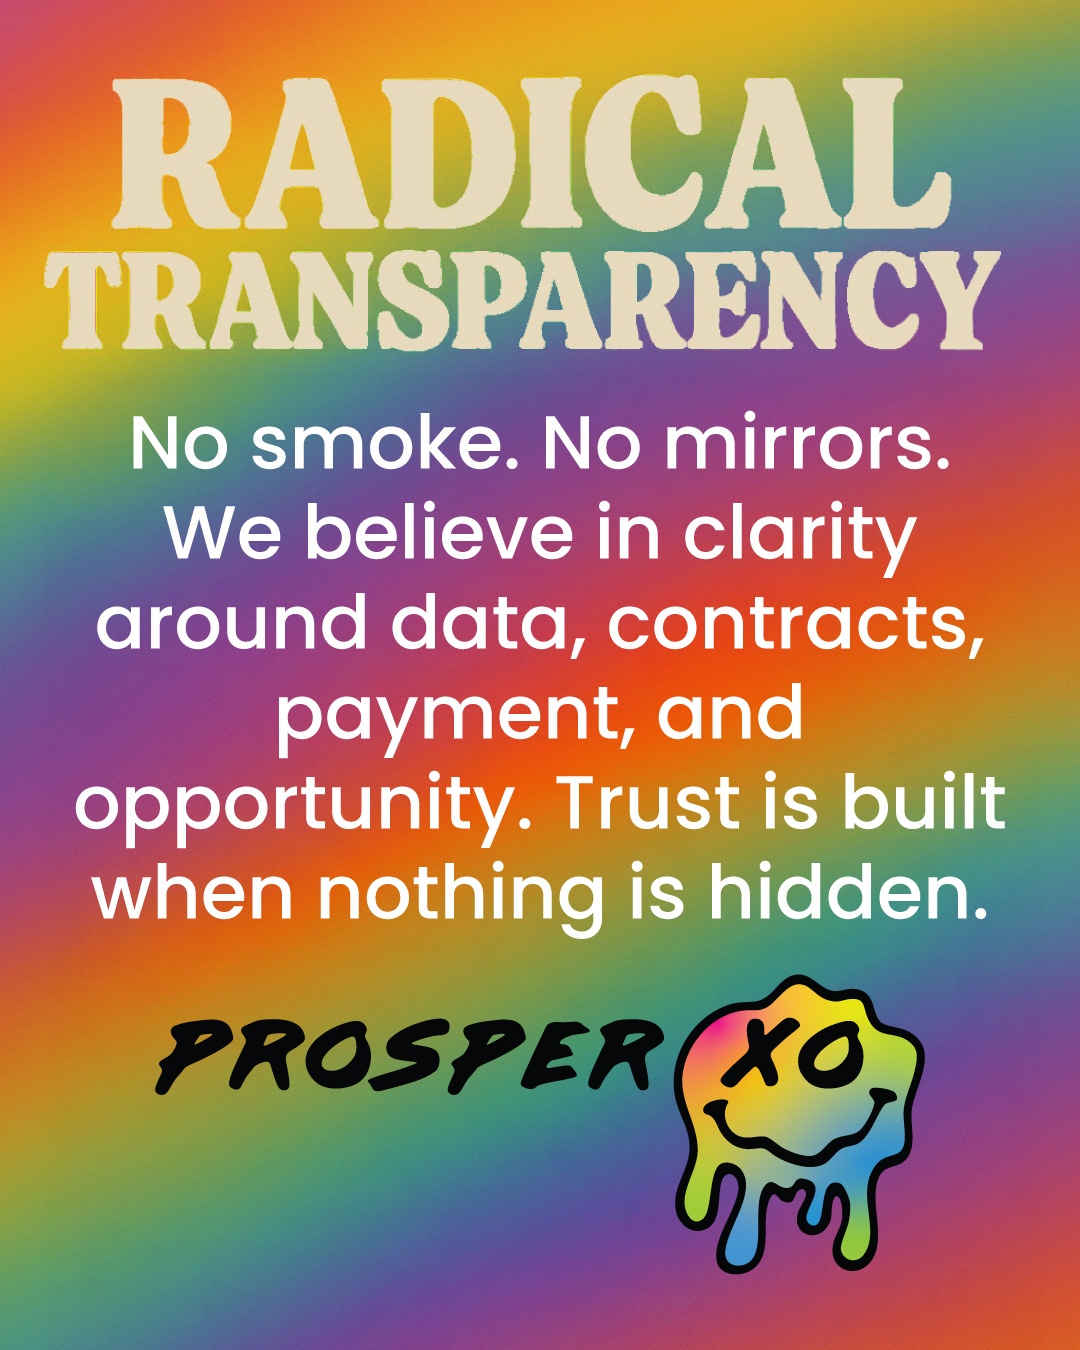 RADICAL
TRANSPARENCY
No smoke. No mirrors.
We believe in clarity
around data, contracts,
payment, and
opportunity. Trust is built
when nothing is hidden.
PROSPER XO